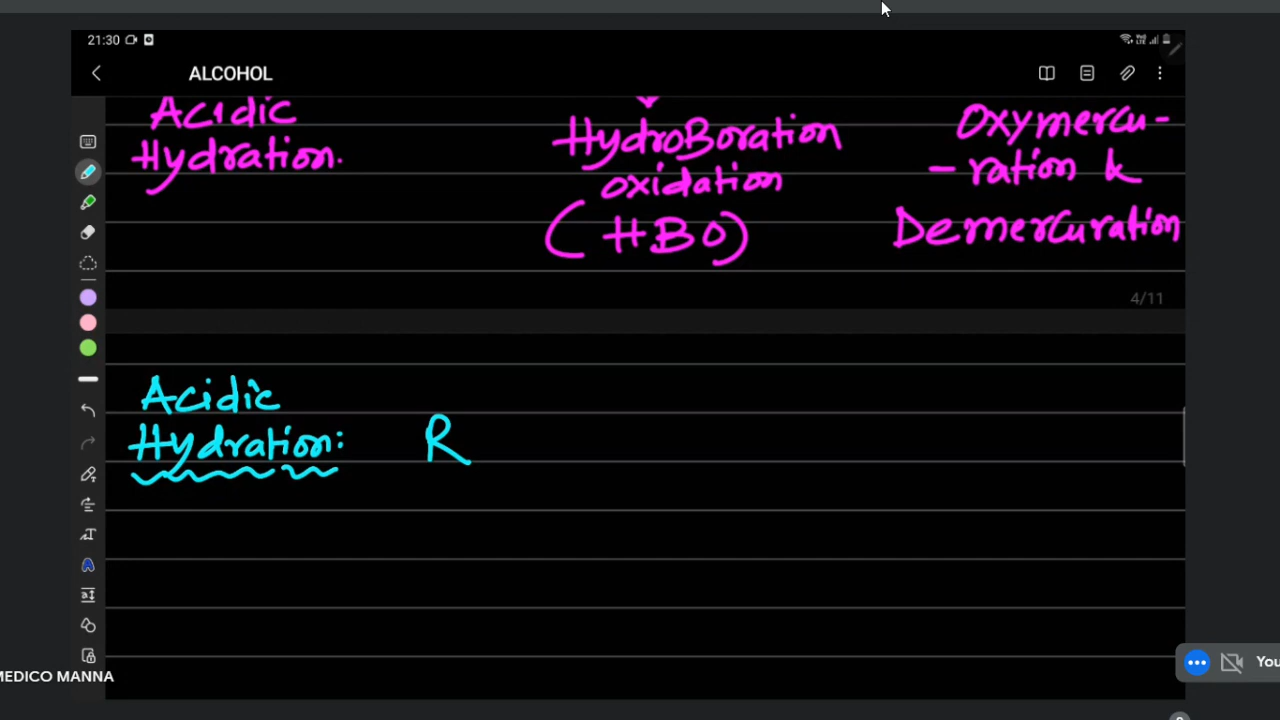 21:30
ALCOHOL
Acidic
Hydration.
HydroBoration
oxidation
(HBO)
Oxymercu-
-ration &
Demercuration
4/11
Acidic
Hydration: R
MEDICO MANNA
You